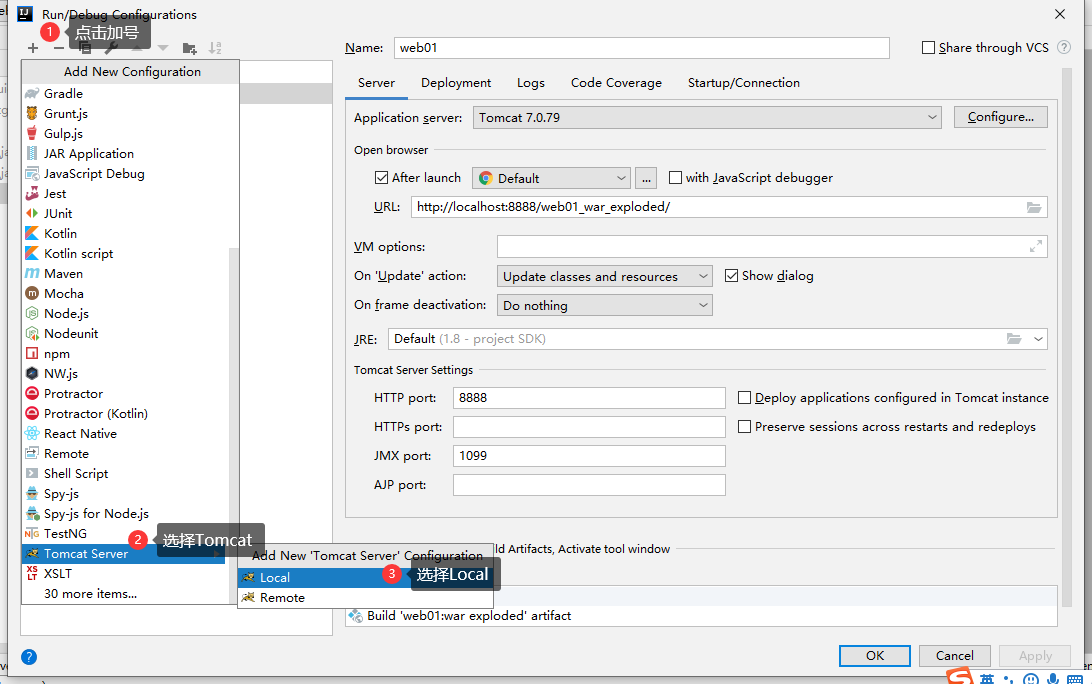 Run/Debug Configurations
1 点击加号
Add New Configuration
Gradle
Grunt.js
Gulp.js
JAR Application
JavaScript Debug
Jest
JUnit
Kotlin
Kotlin script
Maven
Mocha
Node.js
Nodeunit
npm
NW.js
Protractor
Protractor (Kotlin)
React Native
Remote
Shell Script
Spy-js
Spy-js for Node.js
TestNG
2 选择Tomcat
Tomcat Server
XSLT
30 more items...
Add New 'Tomcat Server' Configuration
Local
3 选择Local
Remote
Name: web01
Share through VCS
Server Deployment Logs Code Coverage Startup/Connection
Application server: Tomcat 7.0.79 Configure...
Open browser
After launch Default ... with JavaScript debugger
URL: http://localhost:8888/web01_war_exploded/
VM options:
On 'Update' action: Update classes and resources Show dialog
On frame deactivation: Do nothing
JRE: Default (1.8 - project SDK)
Tomcat Server Settings
HTTP port: 8888 Deploy applications configured in Tomcat instance
HTTPs port: Preserve sessions across restarts and redeploys
JMX port: 1099
AJP port:
ld Artifacts, Activate tool window
Build 'web01:war exploded' artifact
? OK Cancel Apply
英